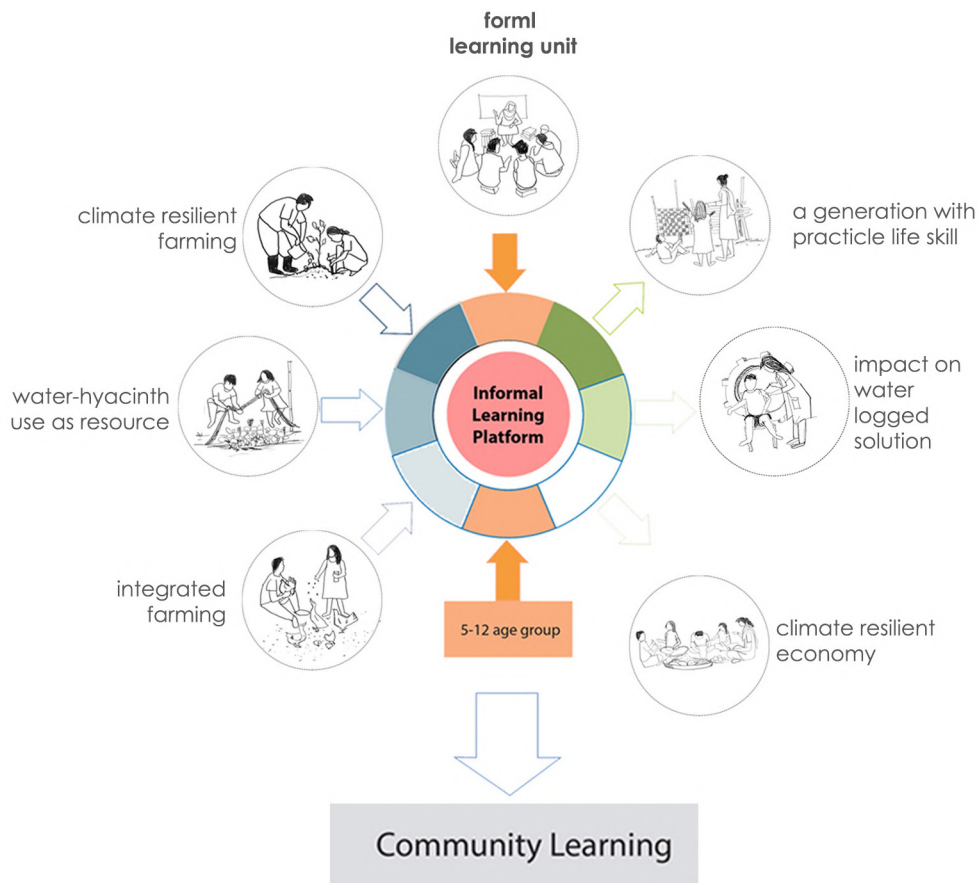 forml
learning unit
climate resilient
farming
a generation with
practicle life skill
water-hyacinth
use as resource
Informal
Learning
Platform
impact on
water
logged
solution
integrated
farming
5-12 age group
climate resilient
economy
Community Learning